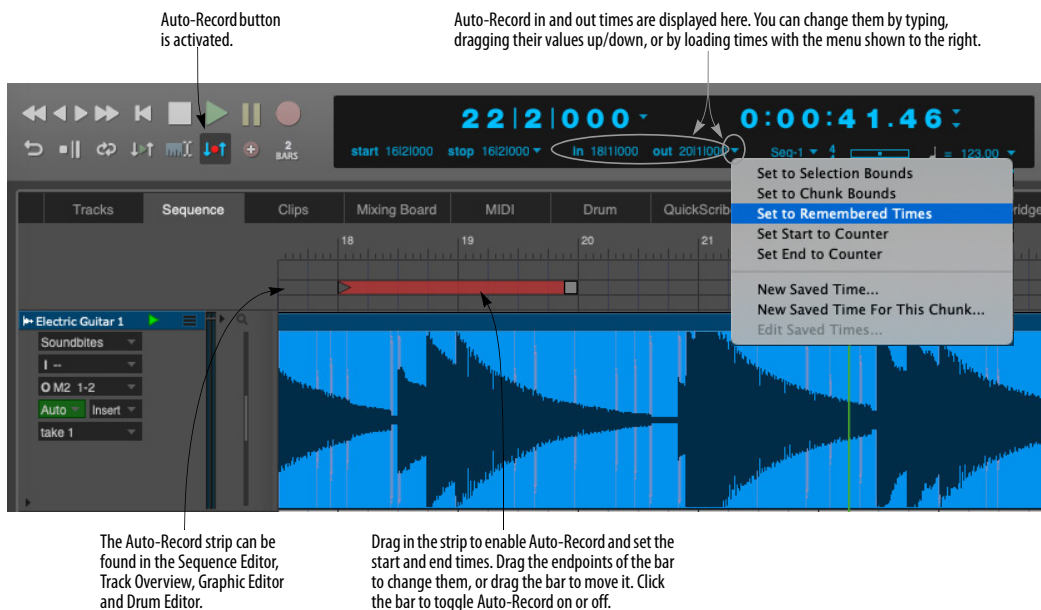 Auto-Record button
is activated.
Auto-Record in and out times are displayed here. You can change them by typing,
dragging their values up/down, or by loading times with the menu shown to the right.
22|2|000
0:00:41.46
2
BARS
start 16|2|000 stop 16|2|000 in 18|1|000 out 20|1|000 Seq-1 4 = 123.00
Set to Selection Bounds
Set to Chunk Bounds
Set to Remembered Times
Set Start to Counter
Set End to Counter
New Saved Time...
New Saved Time For This Chunk...
Edit Saved Times...
Tracks Sequence Clips Mixing Board MIDI Drum QuickScrib ridge
18 19 20 21
Electric Guitar 1
Soundbites
I --
O M2 1-2
Auto Insert
take 1
The Auto-Record strip can be
found in the Sequence Editor,
Track Overview, Graphic Editor
and Drum Editor.
Drag in the strip to enable Auto-Record and set the
start and end times. Drag the endpoints of the bar
to change them, or drag the bar to move it. Click
the bar to toggle Auto-Record on or off.